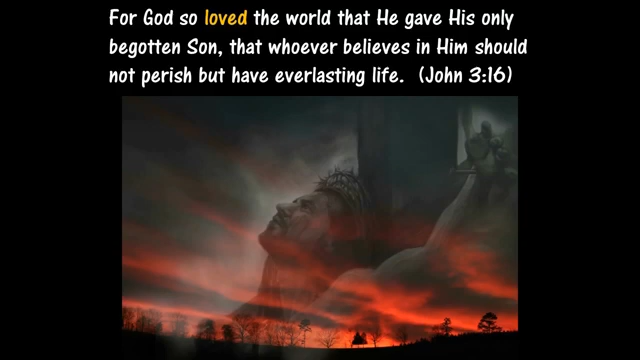 For God so loved the world that He gave His only
begotten Son, that whoever believes in Him should
not perish but have everlasting life. (John 3:16)